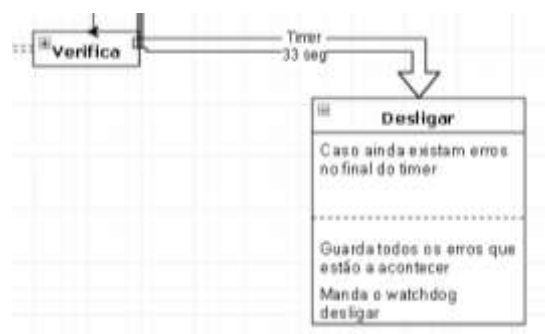 Verifica
Timer
33 seg
Desligar
Caso ainda existam erros
no final do timer
Guarda todos os erros que
estão a acontecer
Manda o watchdog
desligar